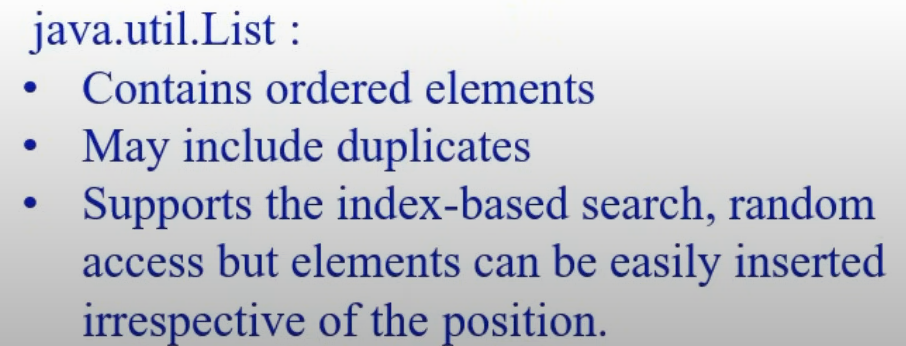 java.util.List :
• Contains ordered elements
• May include duplicates
• Supports the index-based search, random
access but elements can be easily inserted
irrespective of the position.